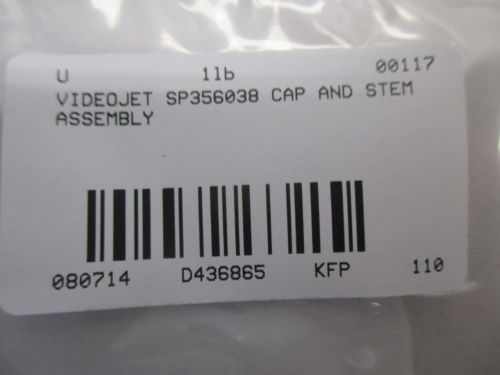 U 1lb 00117
VIDEOJET SP356038 CAP AND STEM
ASSEMBLY
080714 D436865 KFP 110